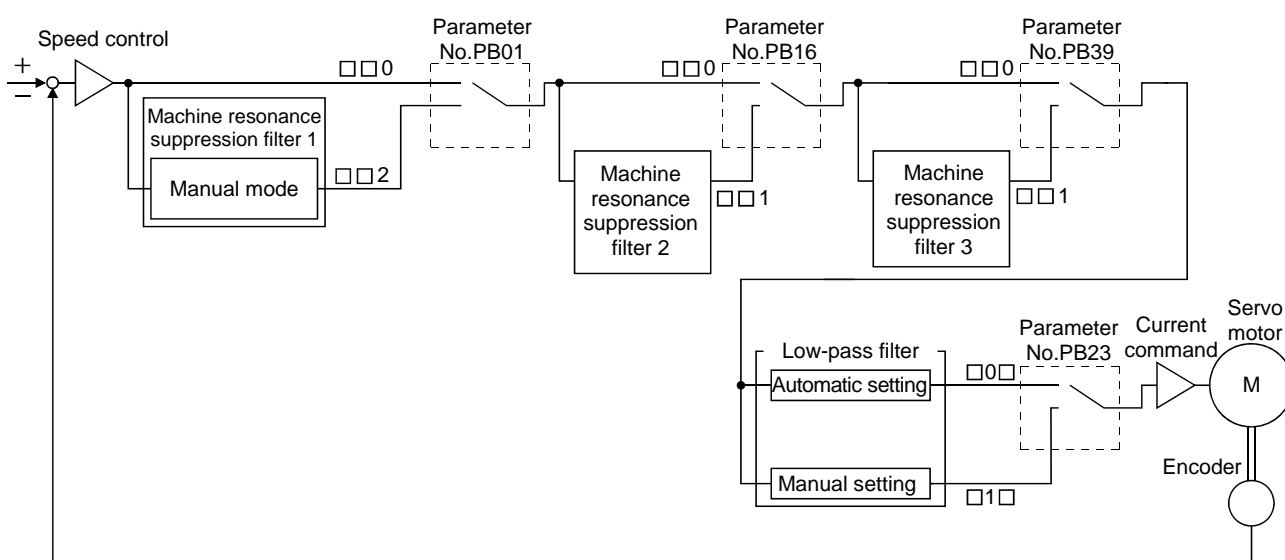 Speed control
+
−
Parameter
No.PB01
Parameter
No.PB16
Parameter
No.PB39
□□0
□□0
□□0
Machine resonance
suppression filter 1
Manual mode
□□2
Machine
resonance
suppression
filter 2
□□1
Machine
resonance
suppression
filter 3
□□1
Low-pass filter
Automatic setting
□0□
Manual setting
□1□
Parameter
No.PB23
Current
command
Servo
motor
M
Encoder